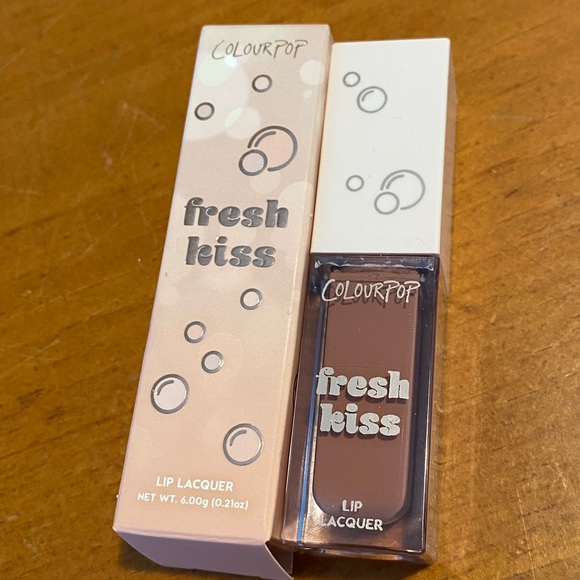 COLOURPOP
fresh
kiss
LIP LACQUER
NET WT. 6.00g (0.21oz)
COLOURPOP
fresh
kiss
LIP
LACQUER